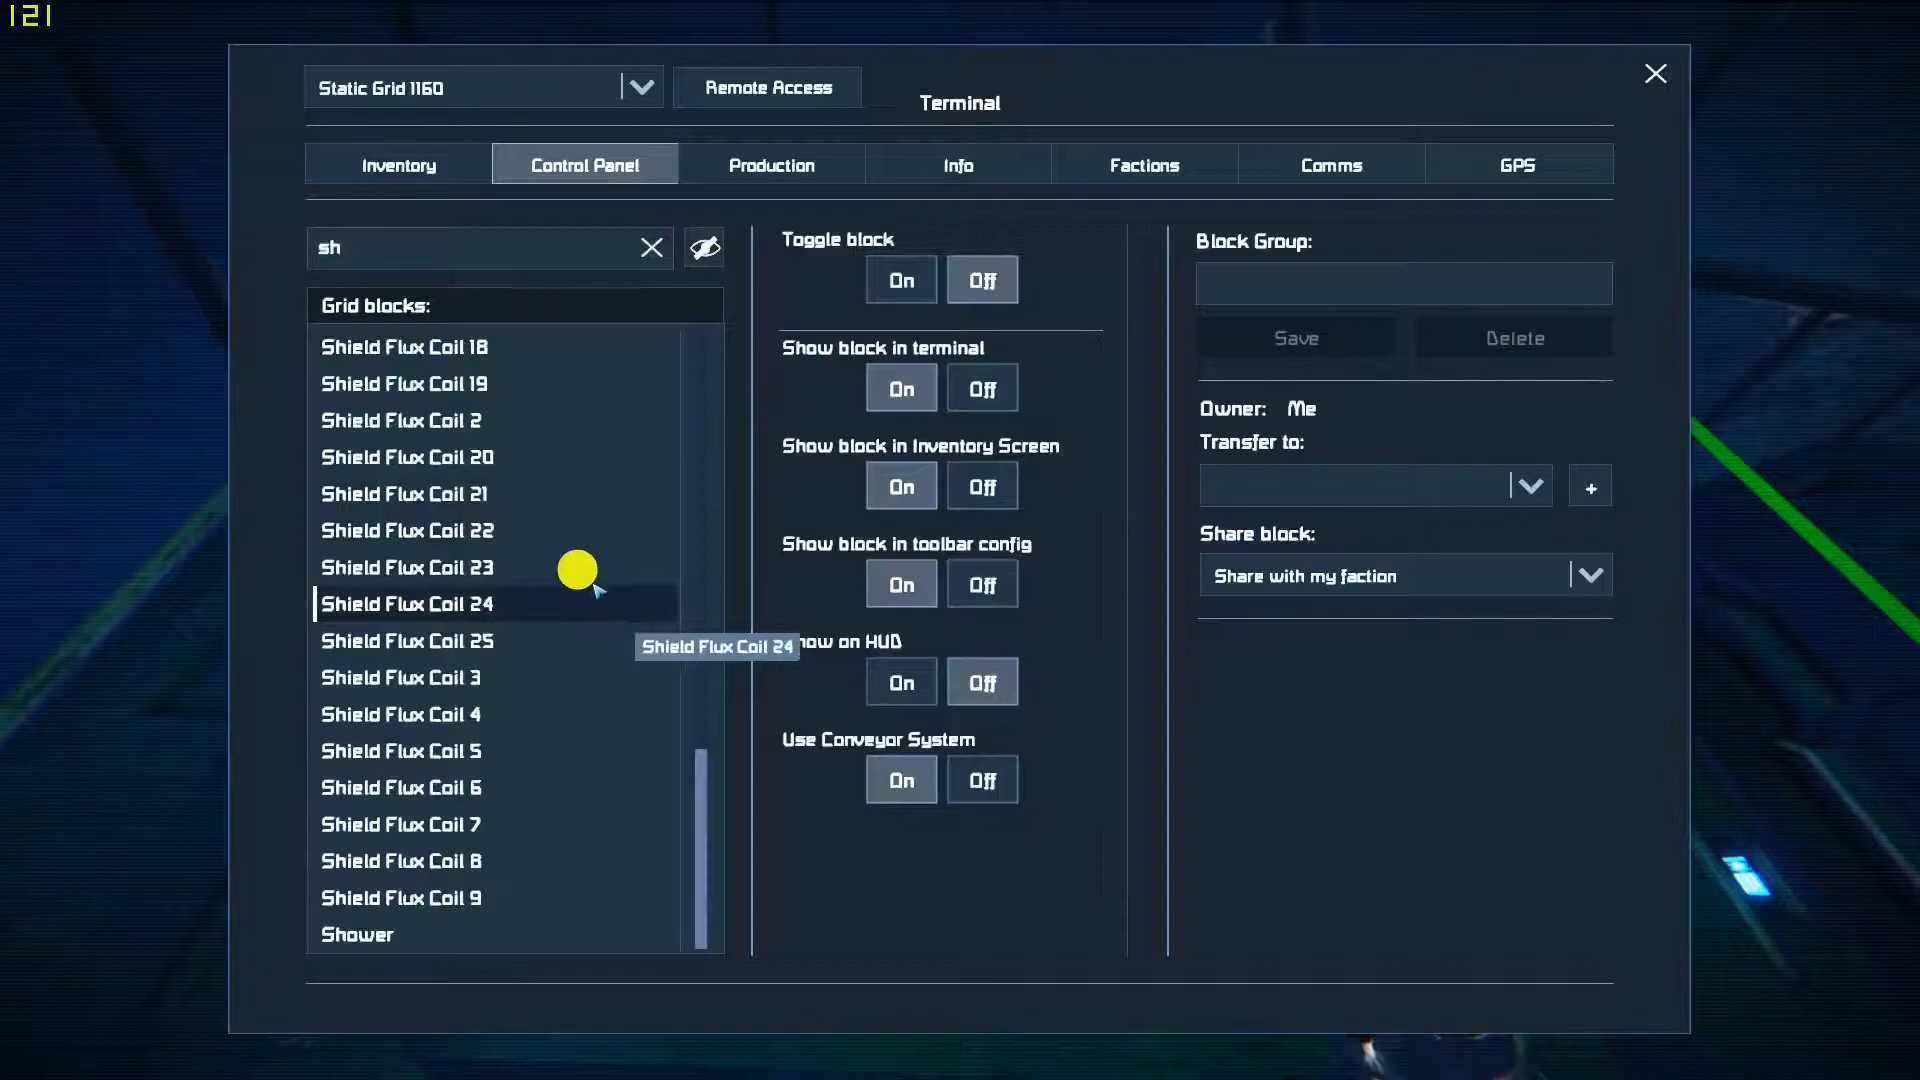 121
Static Grid 1160
Remote Access
Terminal
Inventory
Control Panel
Production
Info
Factions
Comms
GPS
sh
Grid blocks:
Shield Flux Coil 18
Shield Flux Coil 19
Shield Flux Coil 2
Shield Flux Coil 20
Shield Flux Coil 21
Shield Flux Coil 22
Shield Flux Coil 23
Shield Flux Coil 24
Shield Flux Coil 25
Shield Flux Coil 3
Shield Flux Coil 4
Shield Flux Coil 5
Shield Flux Coil 6
Shield Flux Coil 7
Shield Flux Coil 8
Shield Flux Coil 9
Shower
Shield Flux Coil 24
Toggle block
On Off
Show block in terminal
On Off
Show block in Inventory Screen
On Off
Show block in toolbar config
On Off
how on HUD
On Off
Use Conveyor System
On Off
Block Group:
Save Delete
Owner: Me
Transfer to:
+
Share block:
Share with my faction